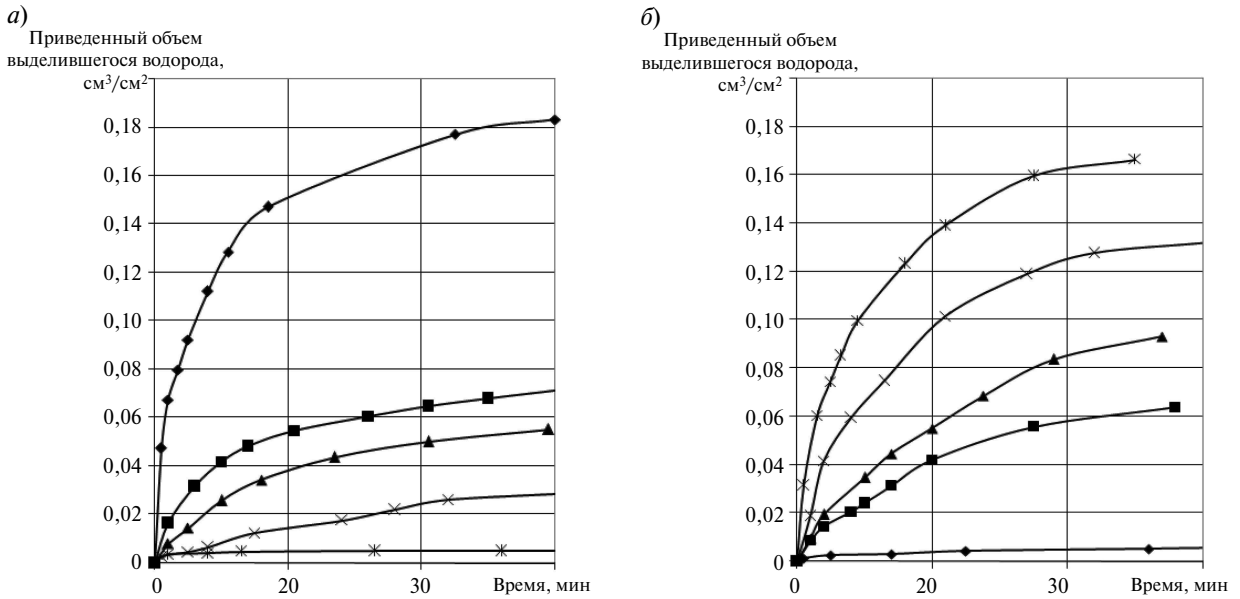 а)
Приведенный объем
выделившегося водорода,
см³/см²
0,18
0,16
0,14
0,12
0,10
0,08
0,06
0,04
0,02
0
0 20 30 Время, мин
б)
Приведенный объем
выделившегося водорода,
см³/см²
0,18
0,16
0,14
0,12
0,10
0,08
0,06
0,04
0,02
0
0 20 30 Время, мин